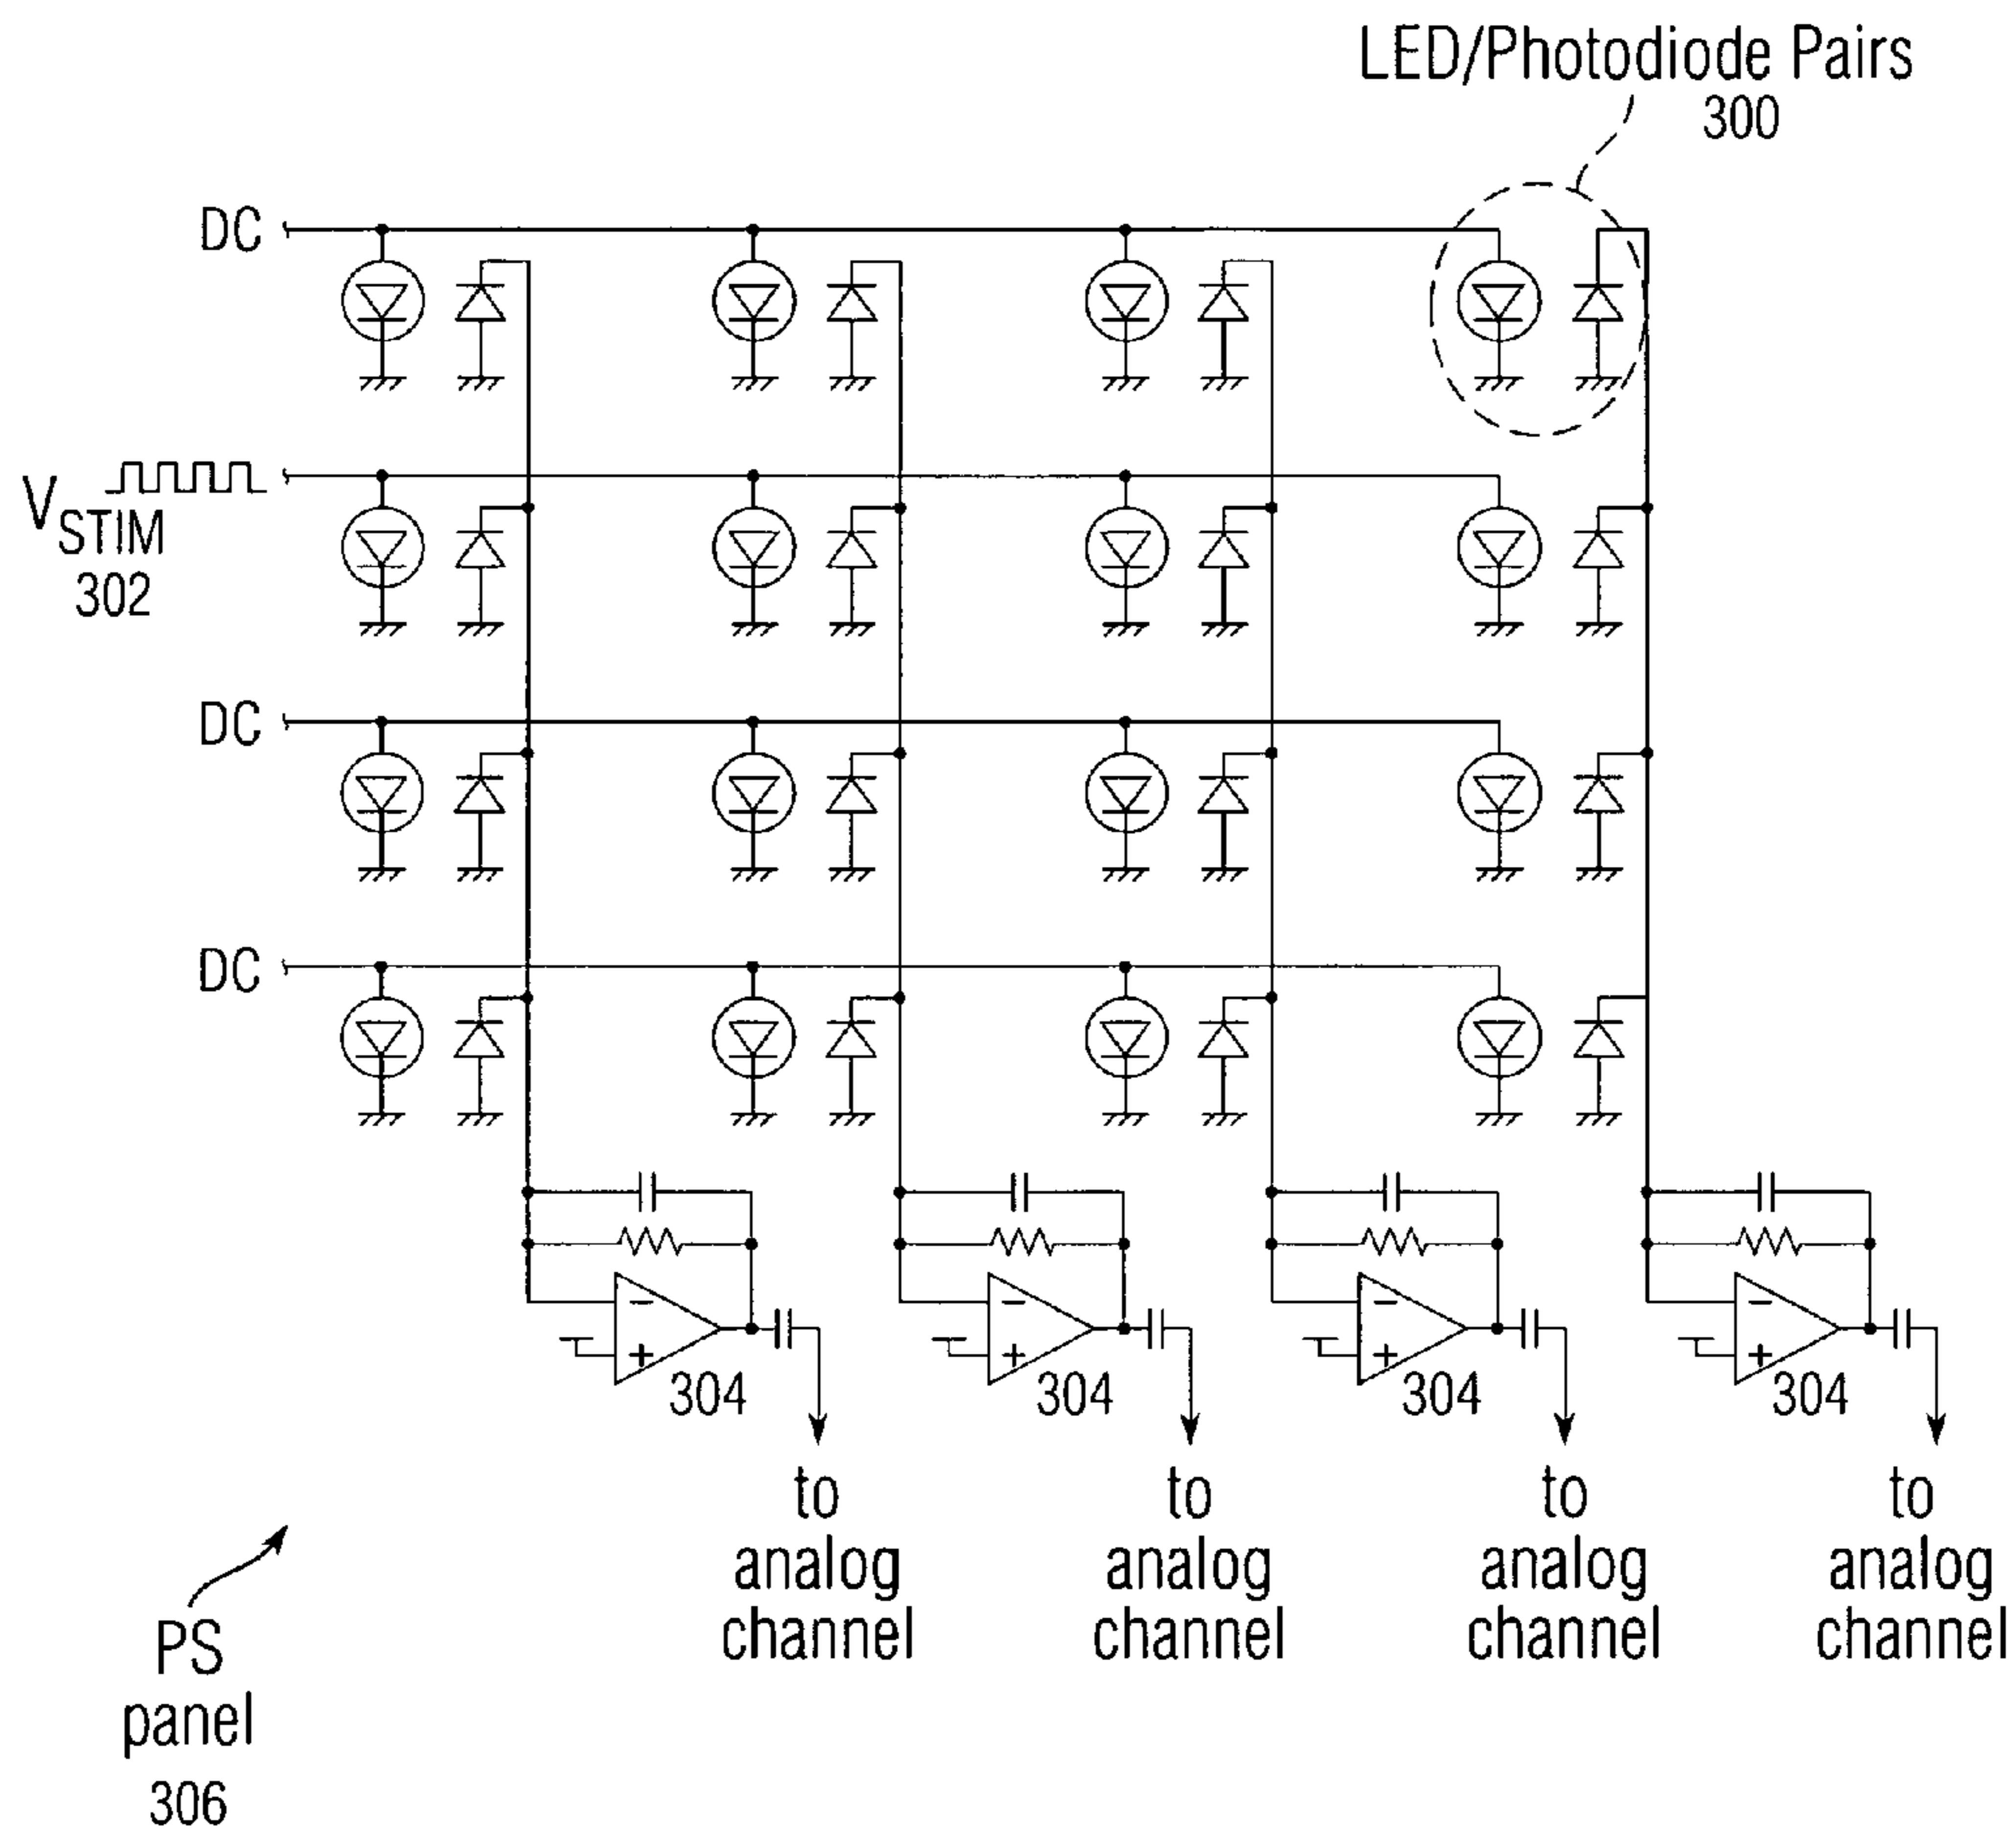 LED/Photodiode Pairs
300
DC
V
STIM
302
DC
DC
−
+
304
−
+
304
−
+
304
−
+
304
to
analog
channel
to
analog
channel
to
analog
channel
to
analog
channel
PS
panel
306